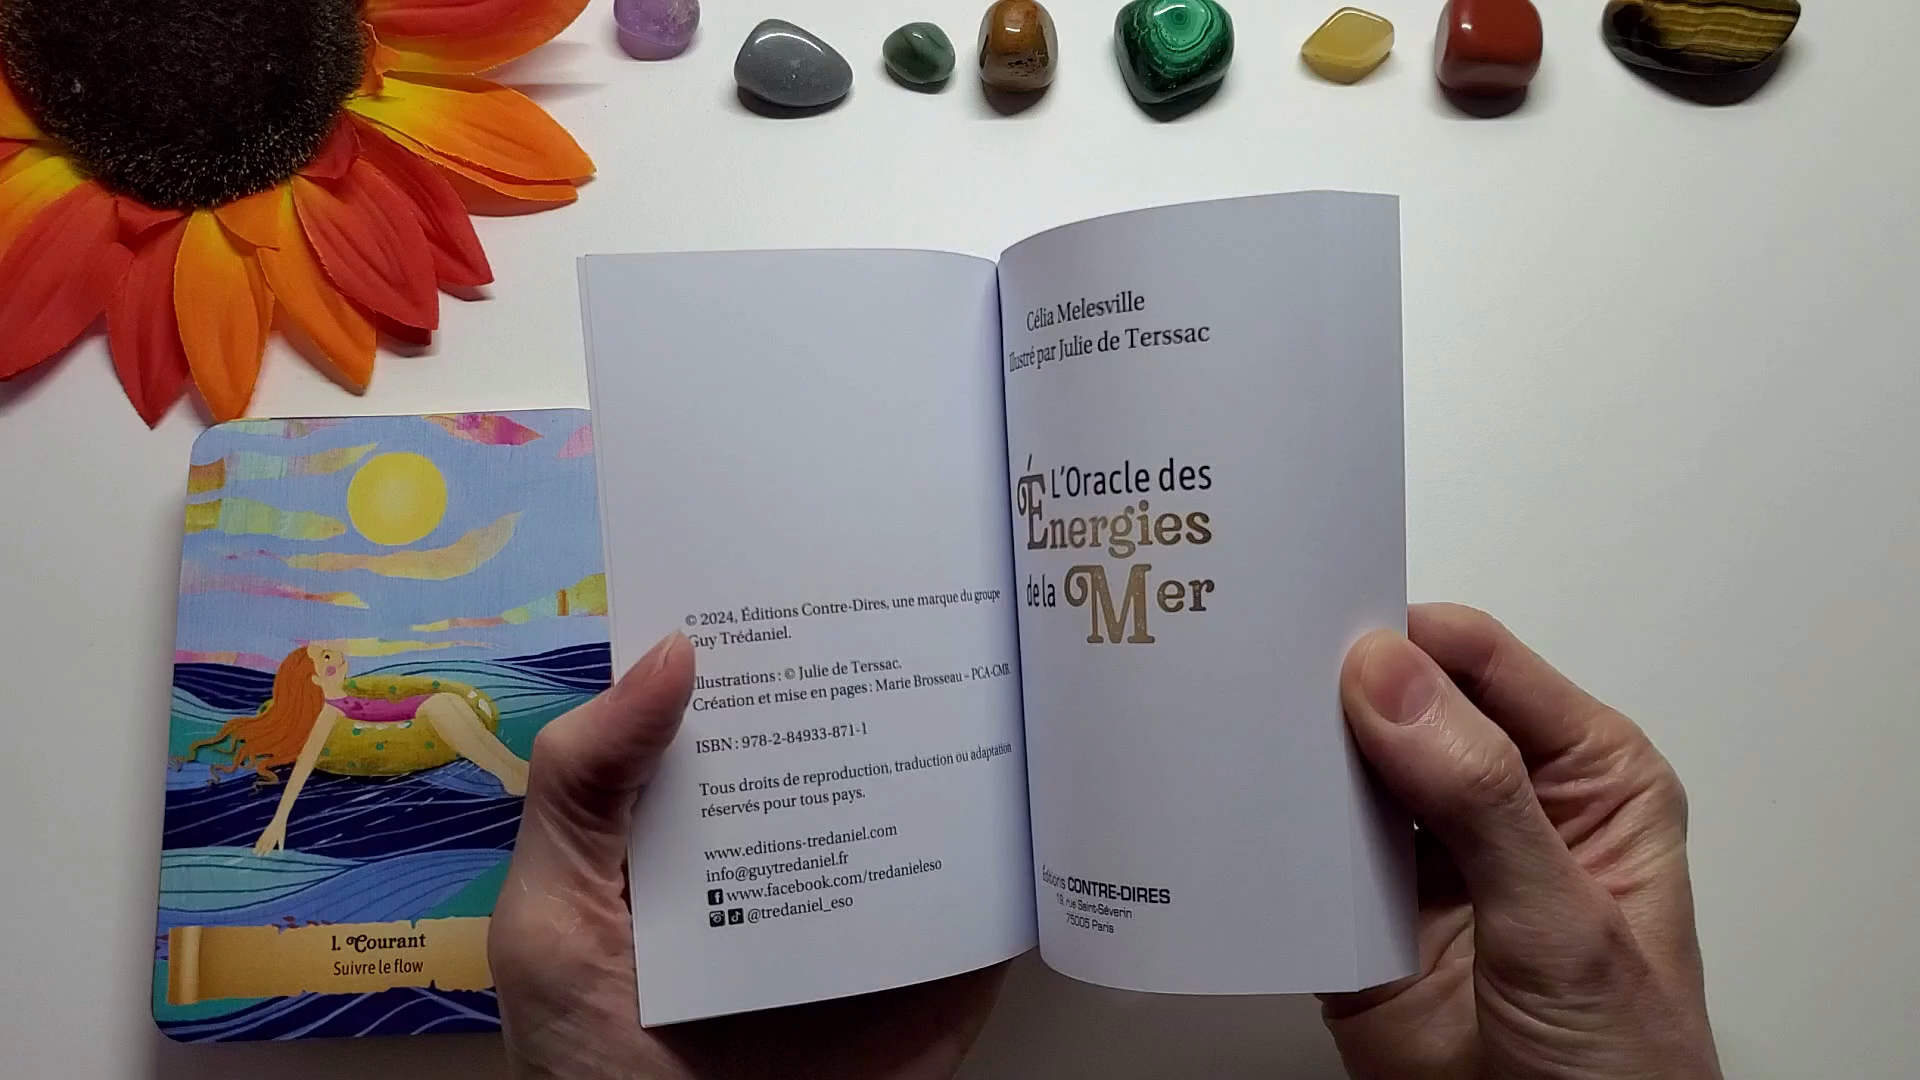 © 2024, Éditions Contre-Dires, une marque du groupe
Guy Trédaniel.
Illustrations : © Julie de Terssac.
Création et mise en pages : Marie Brosseau - PCA-CMB.
ISBN : 978-2-84933-871-1
Tous droits de reproduction, traduction ou adaptation
réservés pour tous pays.
www.editions-tredaniel.com
info@guytredaniel.fr
www.facebook.com/tredanieleso
@tredaniel_eso
Célia Melesville
Illustré par Julie de Terssac
L'Oracle des
Énergies
de la Mer
Éditions CONTRE-DIRES
19, rue Saint-Séverin
75005 Paris
1. Courant
Suivre le flow